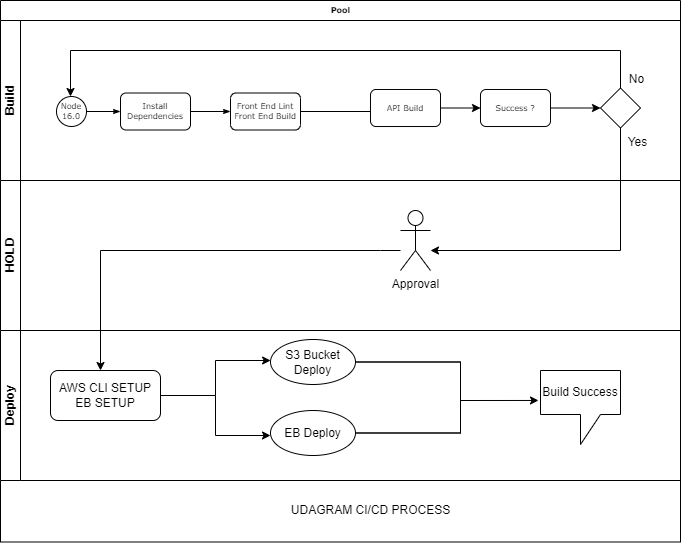 Pool
Build
Node
16.0
Install
Dependencies
Front End Lint
Front End Build
API Build
Success ?
No
Yes
HOLD
Approval
Deploy
AWS CLI SETUP
EB SETUP
S3 Bucket
Deploy
EB Deploy
Build Success
UDAGRAM CI/CD PROCESS